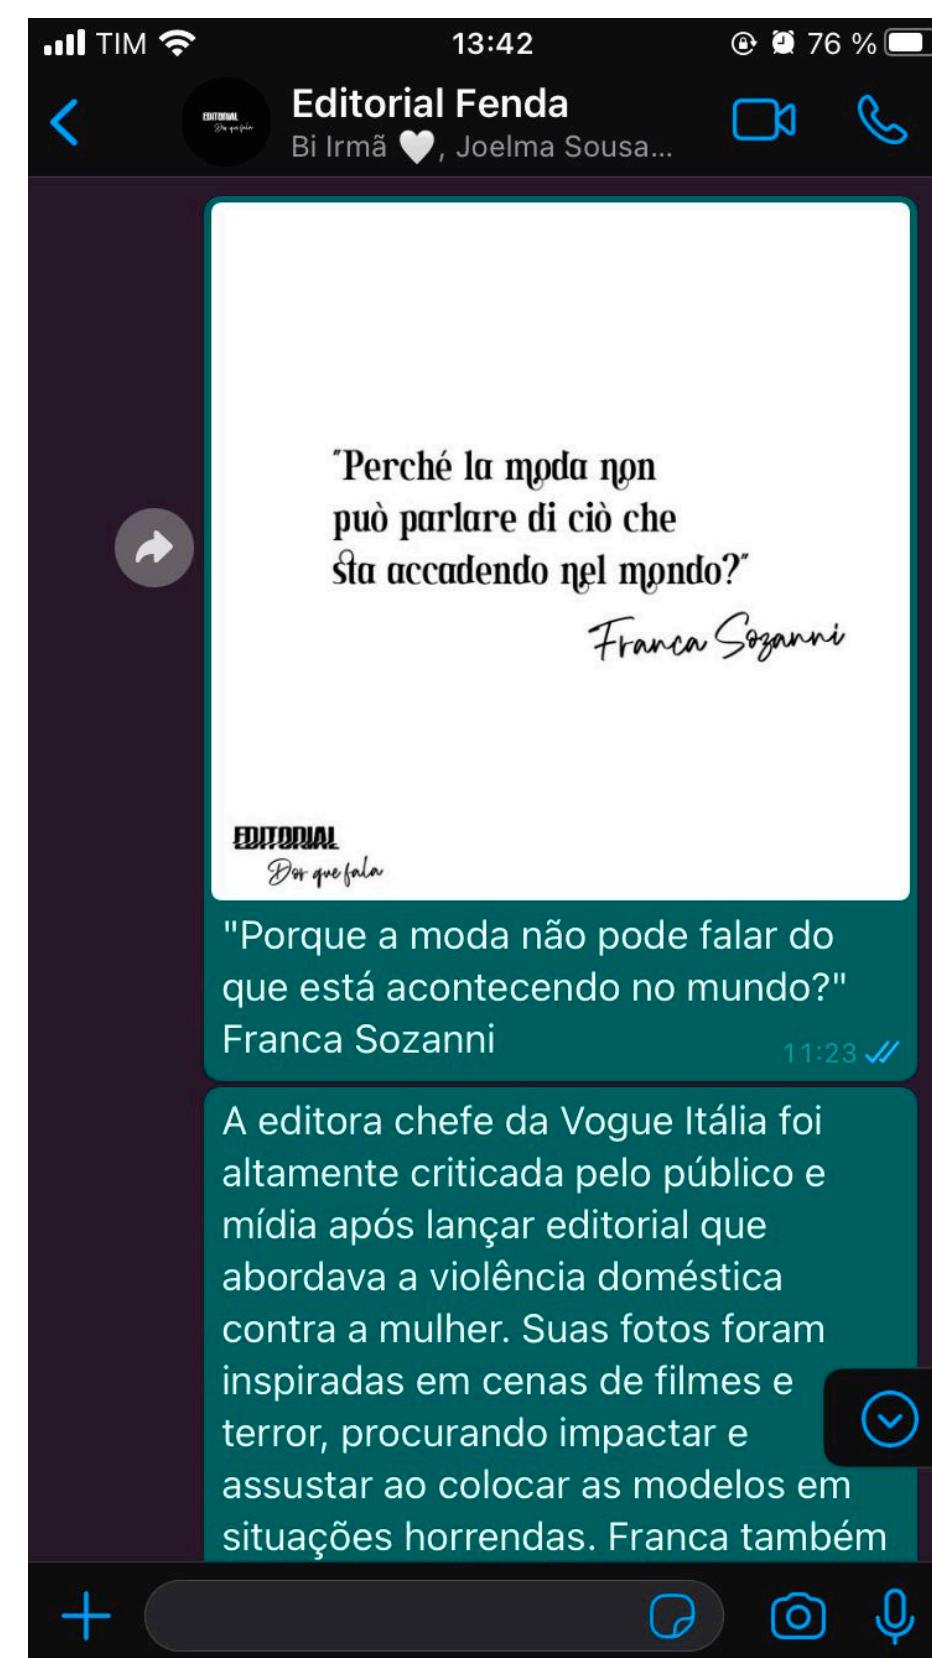 TIM
13:42
76 %
Editorial Fenda
Bi Irmã 🤍, Joelma Sousa...
EDITORIAL
Dor que fala
"Perché la moda non
può parlare di ciò che
sta accadendo nel mondo?"
Franca Sozanni
EDITORIAL
Dor que fala
"Porque a moda não pode falar do
que está acontecendo no mundo?"
Franca Sozanni
11:23
A editora chefe da Vogue Itália foi
altamente criticada pelo público e
mídia após lançar editorial que
abordava a violência doméstica
contra a mulher. Suas fotos foram
inspiradas em cenas de filmes e
terror, procurando impactar e
assustar ao colocar as modelos em
situações horrendas. Franca também